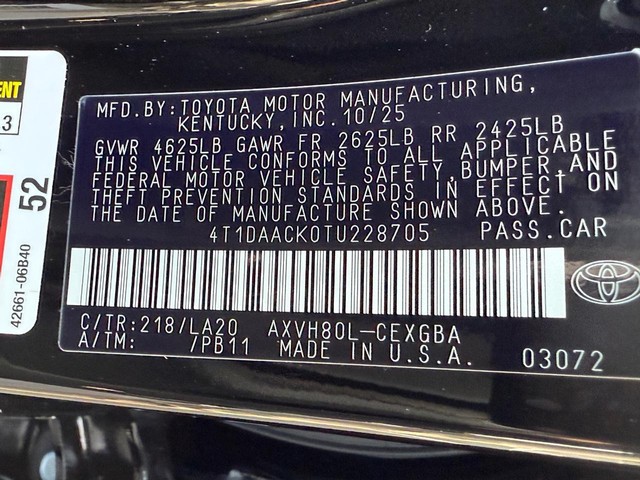 MFD.BY:TOYOTA MOTOR MANUFACTURING,
KENTUCKY, INC. 10/25
GVWR 4625LB GAWR FR 2625LB RR 2425LB
THIS VEHICLE CONFORMS TO ALL APPLICABLE
FEDERAL MOTOR VEHICLE SAFETY,BUMPER,AND
THEFT PREVENTION STANDARDS IN EFFECT ON
THE DATE OF MANUFACTURE SHOWN ABOVE.
4T1DAACK0TU228705 PASS.CAR
C/TR:218/LA20 AXVH80L-CEXGBA
A/TM: /PB11 MADE IN U.S.A. 03072
52
42661-06B40